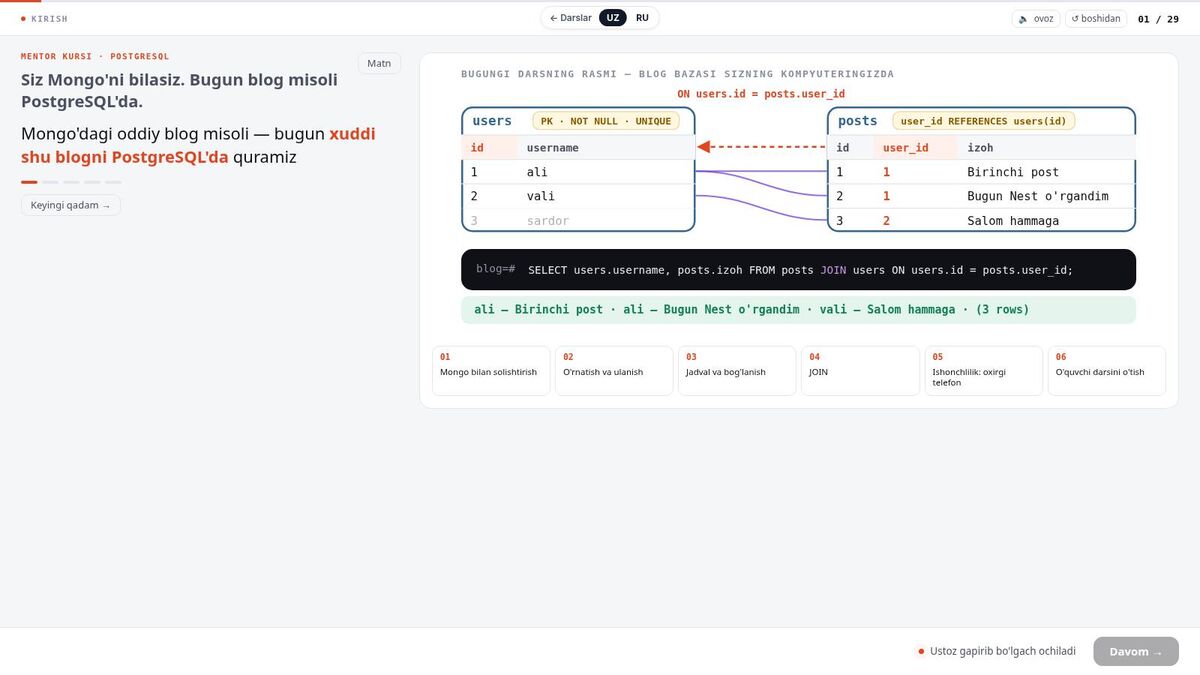 KIRISH
← Darslar UZ RU
ovoz
↺ boshidan
01 / 29
MENTOR KURSI · POSTGRESQL
Matn
Siz Mongo'ni bilasiz. Bugun blog misoli
PostgreSQL'da.
Mongo'dagi oddiy blog misoli — bugun xuddi
shu blogni PostgreSQL'da quramiz
Keyingi qadam →
BUGUNGI DARSNING RASMI — BLOG BAZASI SIZNING KOMPYUTERINGIZDA
ON users.id = posts.user_id
users PK · NOT NULL · UNIQUE
id username
1 ali
2 vali
3 sardor
posts user_id REFERENCES users(id)
id user_id izoh
1 1 Birinchi post
2 1 Bugun Nest o'rgandim
3 2 Salom hammaga
blog=# SELECT users.username, posts.izoh FROM posts JOIN users ON users.id = posts.user_id;
ali — Birinchi post · ali — Bugun Nest o'rgandim · vali — Salom hammaga · (3 rows)
01
Mongo bilan solishtirish
02
O'rnatish va ulanish
03
Jadval va bog'lanish
04
JOIN
05
Ishonchlilik: oxirgi
telefon
06
O'quvchi darsini o'tish
Ustoz gapirib bo'lgach ochiladi
Davom →